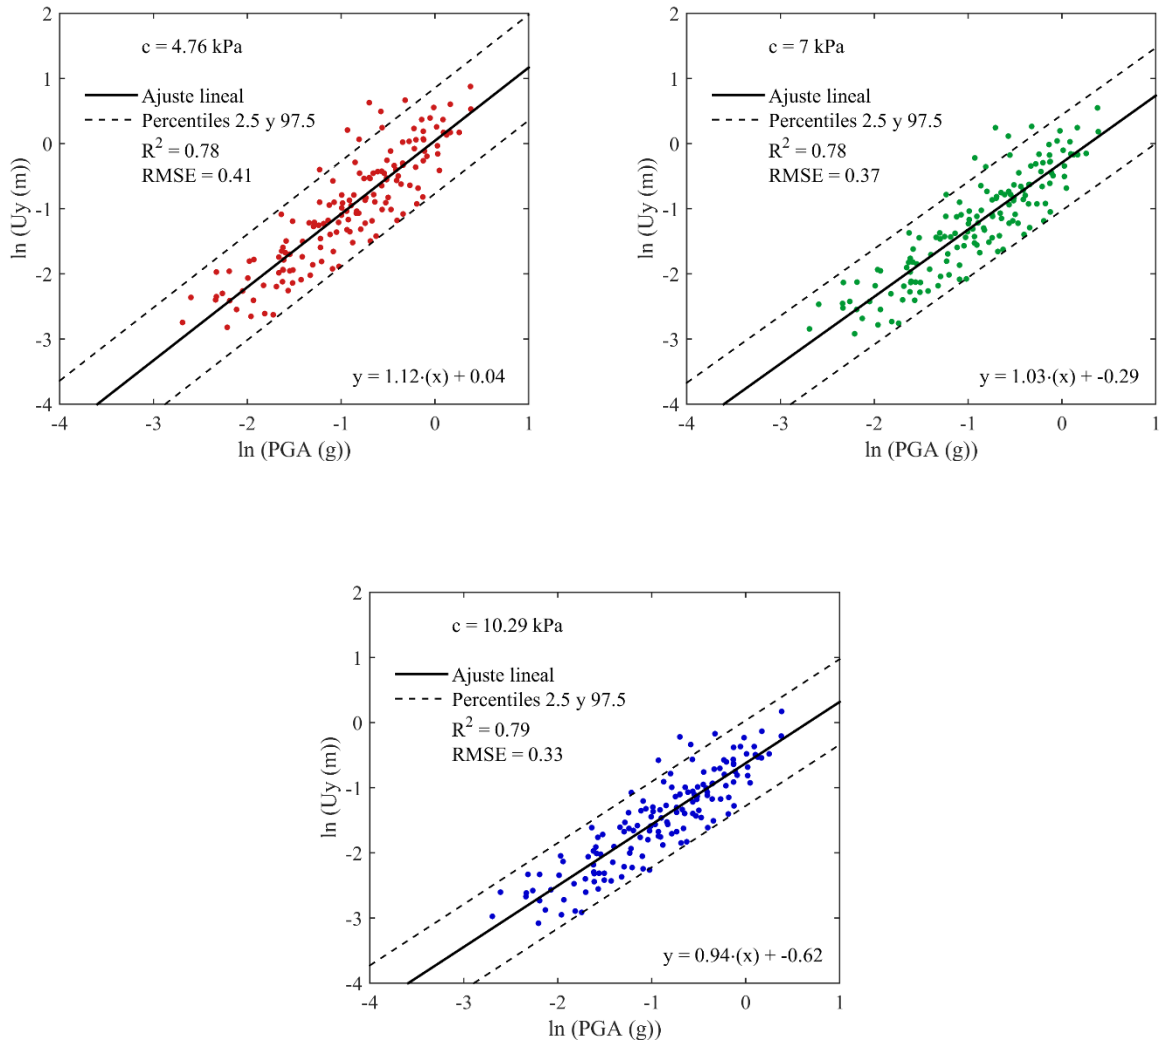 2
1
0
-1
-2
-3
-4
ln (Uy (m))
c = 4.76 kPa
Ajuste lineal
Percentiles 2.5 y 97.5
R² = 0.78
RMSE = 0.41
y = 1.12·(x) + 0.04
-4 -3 -2 -1 0 1
ln (PGA (g))
2
1
0
-1
-2
-3
-4
ln (Uy (m))
c = 7 kPa
Ajuste lineal
Percentiles 2.5 y 97.5
R² = 0.78
RMSE = 0.37
y = 1.03·(x) + -0.29
-4 -3 -2 -1 0 1
ln (PGA (g))
2
1
0
-1
-2
-3
-4
ln (Uy (m))
c = 10.29 kPa
Ajuste lineal
Percentiles 2.5 y 97.5
R² = 0.79
RMSE = 0.33
y = 0.94·(x) + -0.62
-4 -3 -2 -1 0 1
ln (PGA (g))